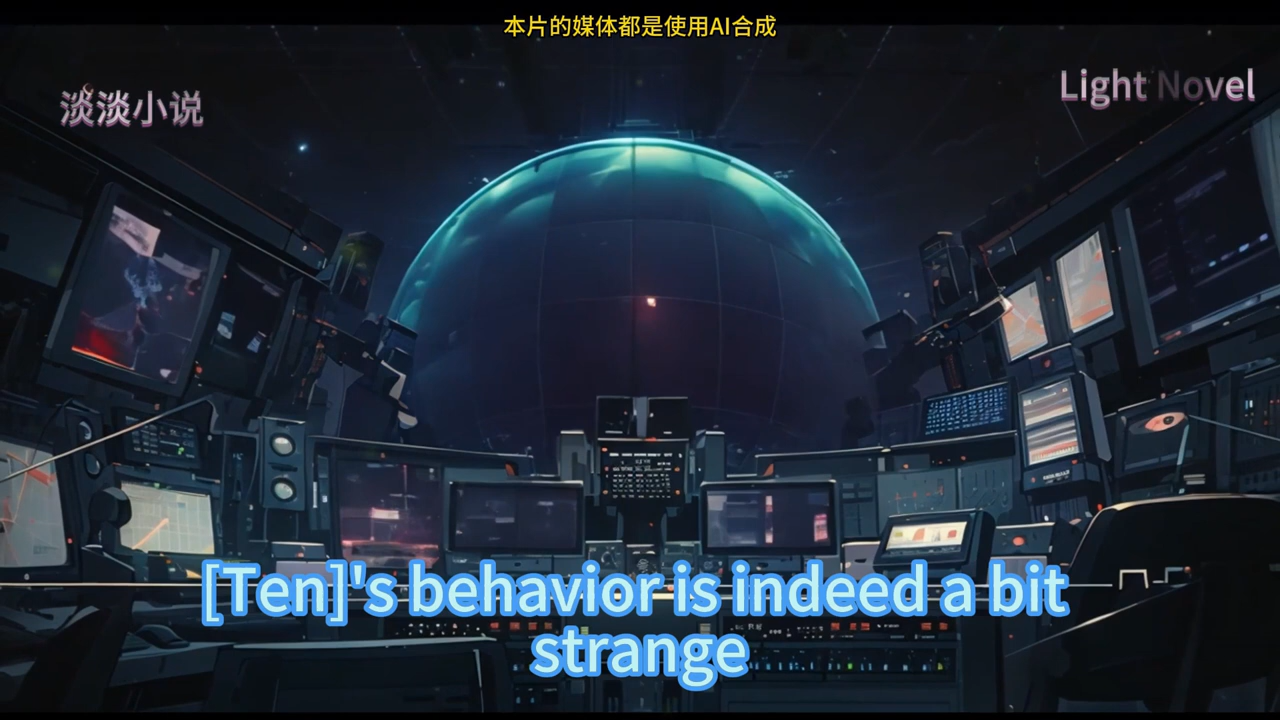 本片的媒体都是使用AI合成
淡淡小说
Light Novel
[Ten]'s behavior is indeed a bit
strange